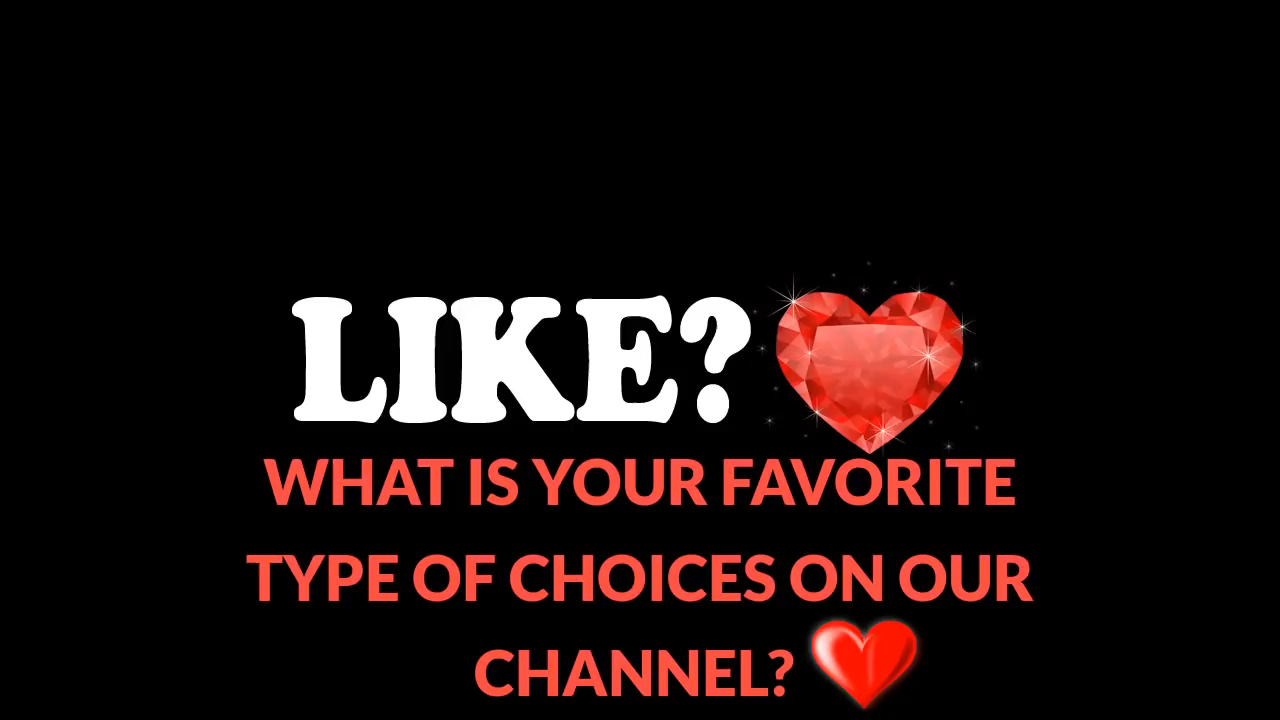 LIKE?
WHAT IS YOUR FAVORITE
TYPE OF CHOICES ON OUR
CHANNEL?